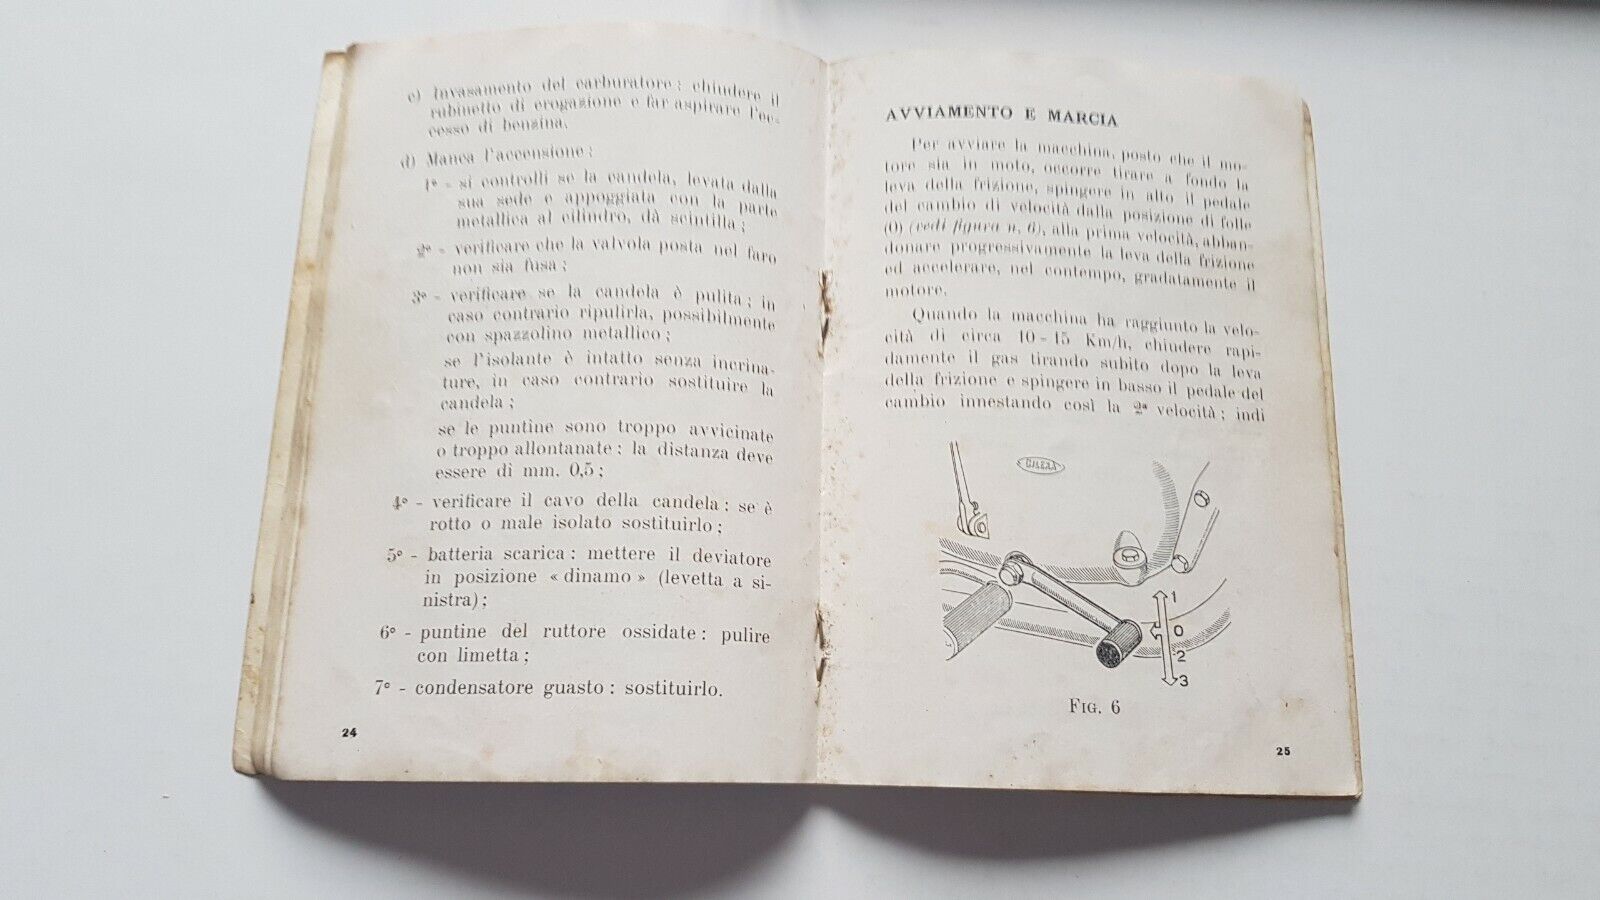 c) Invasamento del carburatore: chiudere il
rubinetto di erogazione e far aspirare l'ec-
cesso di benzina.
d) Manca l'accensione:
1° - si controlli se la candela, levata dalla
sua sede e appoggiata con la parte
metallica al cilindro, dà scintilla;
2° - verificare che la valvola posta nel faro
non sia fusa;
3° - verificare se la candela è pulita; in
caso contrario ripulirla, possibilmente
con spazzolino metallico;
se l'isolante è intatto senza incrina-
ture, in caso contrario sostituire la
candela;
se le puntine sono troppo avvicinate
o troppo allontanate: la distanza deve
essere di mm. 0,5;
4° - verificare il cavo della candela: se è
rotto o male isolato sostituirlo;
5° - batteria scarica: mettere il deviatore
in posizione « dinamo » (levetta a si-
nistra);
6° - puntine del ruttore ossidate: pulire
con limetta;
7° - condensatore guasto: sostituirlo.
24
AVVIAMENTO E MARCIA
Per avviare la macchina, posto che il mo-
tore sia in moto, occorre tirare a fondo la
leva della frizione, spingere in alto il pedale
del cambio di velocità dalla posizione di folle
(0) (vedi figura n. 6), alla prima velocità, abban-
donare progressivamente la leva della frizione
ed accelerare, nel contempo, gradatamente il
motore.
Quando la macchina ha raggiunto la velo-
cità di circa 10-15 Km/h, chiudere rapi-
damente il gas tirando subito dopo la leva
della frizione e spingere in basso il pedale del
cambio innestando così la 2ª velocità; indi
GILERA
1
0
2
3
FIG. 6
25